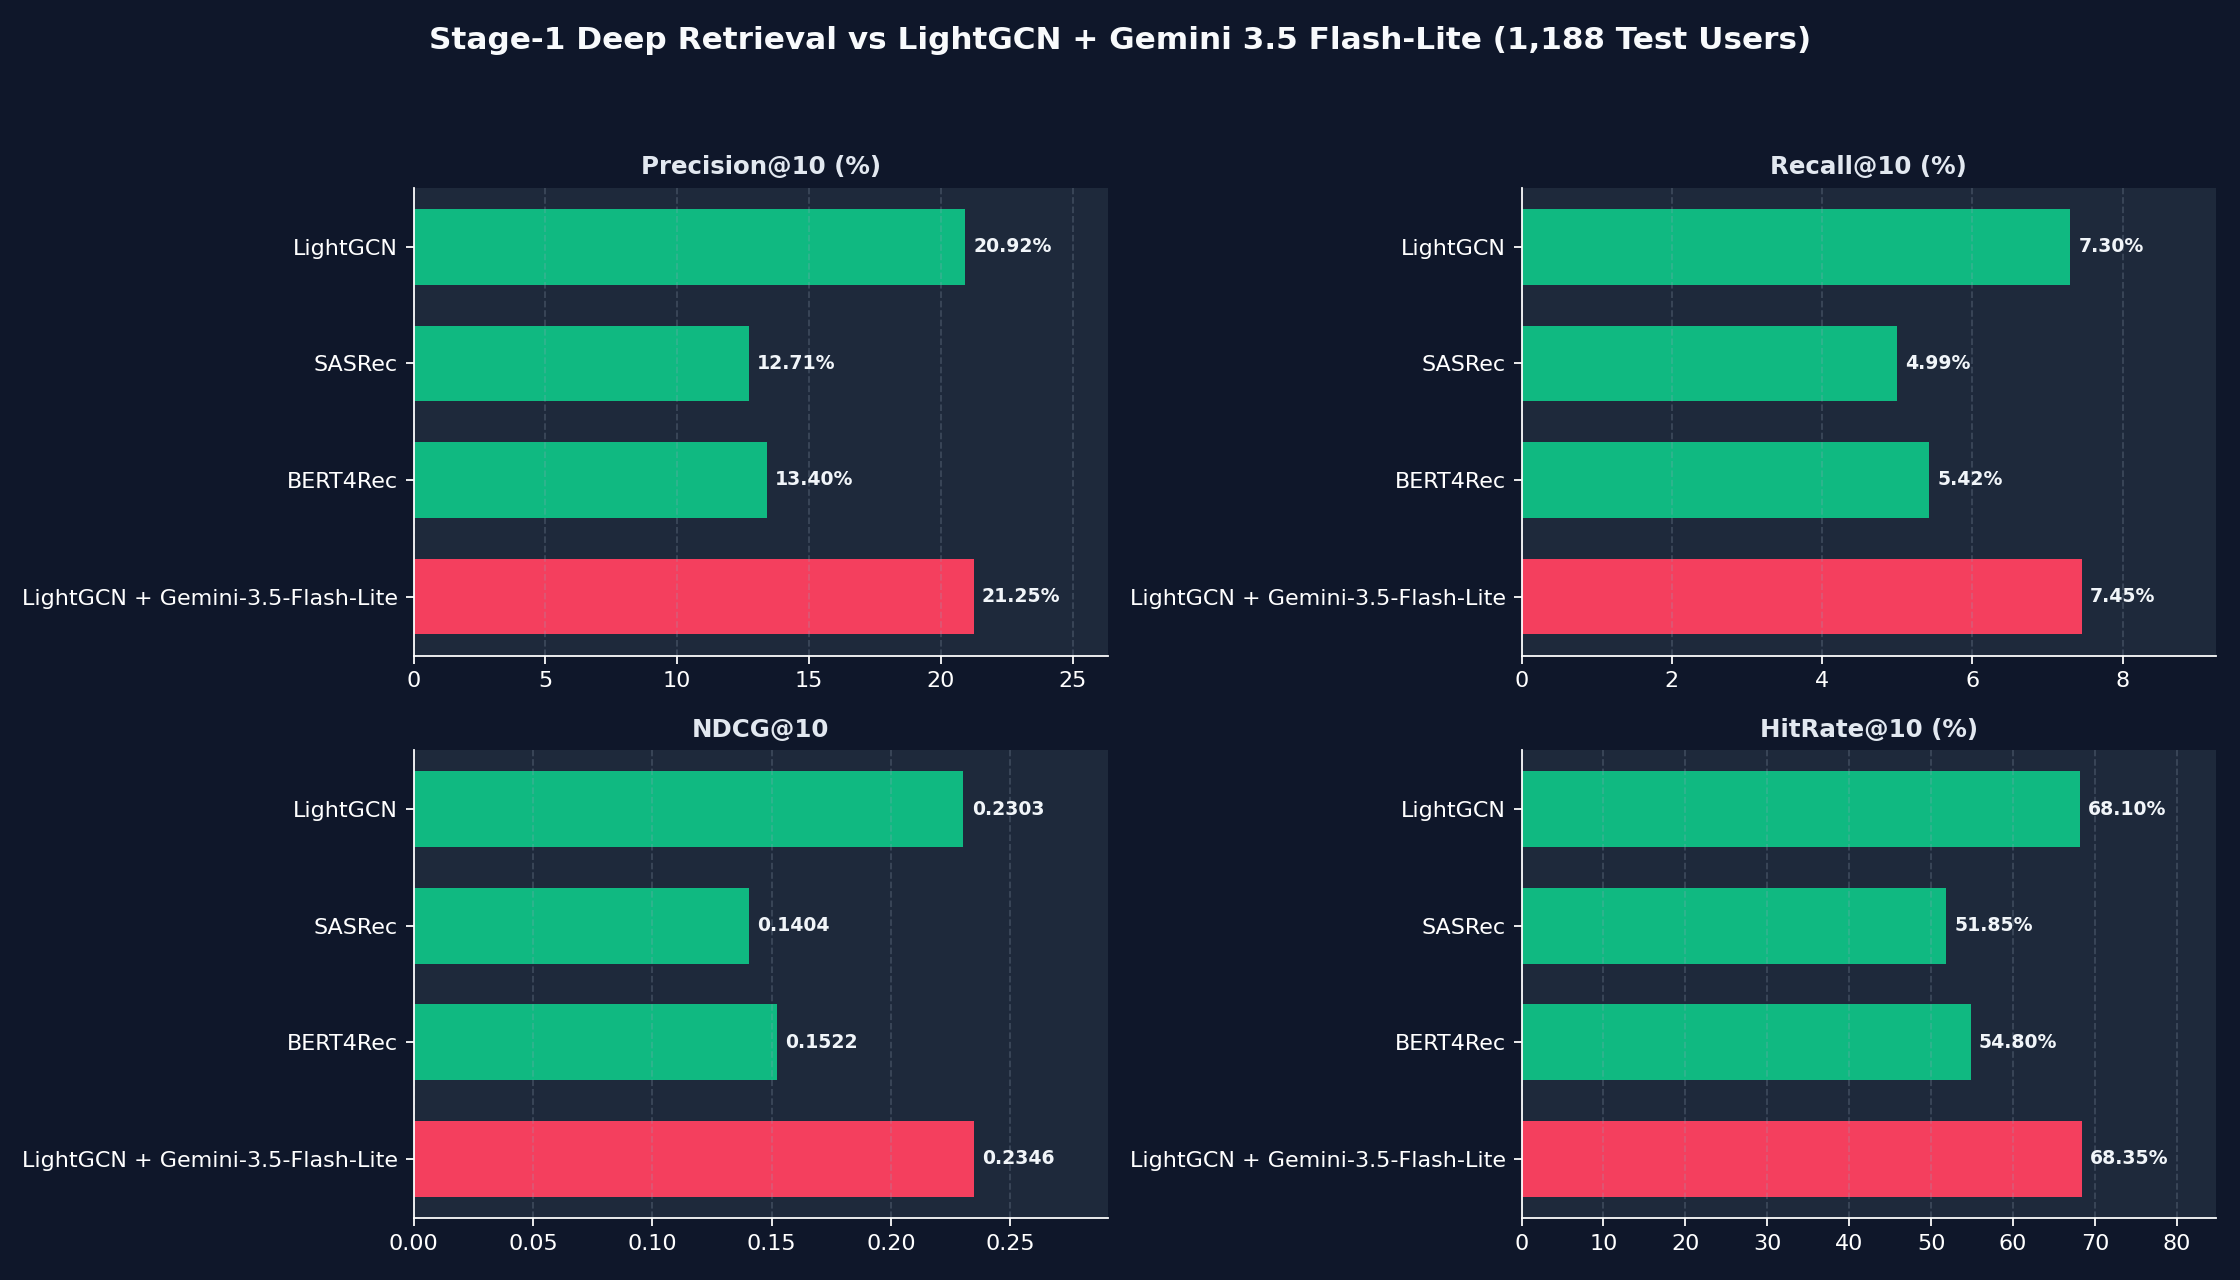 Stage-1 Deep Retrieval vs LightGCN + Gemini 3.5 Flash-Lite (1,188 Test Users)
Precision@10 (%)
LightGCN
20.92%
SASRec
12.71%
BERT4Rec
13.40%
LightGCN + Gemini-3.5-Flash-Lite
21.25%
0 5 10 15 20 25
Recall@10 (%)
LightGCN
7.30%
SASRec
4.99%
BERT4Rec
5.42%
LightGCN + Gemini-3.5-Flash-Lite
7.45%
0 2 4 6 8
NDCG@10
LightGCN
0.2303
SASRec
0.1404
BERT4Rec
0.1522
LightGCN + Gemini-3.5-Flash-Lite
0.2346
0.00 0.05 0.10 0.15 0.20 0.25
HitRate@10 (%)
LightGCN
68.10%
SASRec
51.85%
BERT4Rec
54.80%
LightGCN + Gemini-3.5-Flash-Lite
68.35%
0 10 20 30 40 50 60 70 80